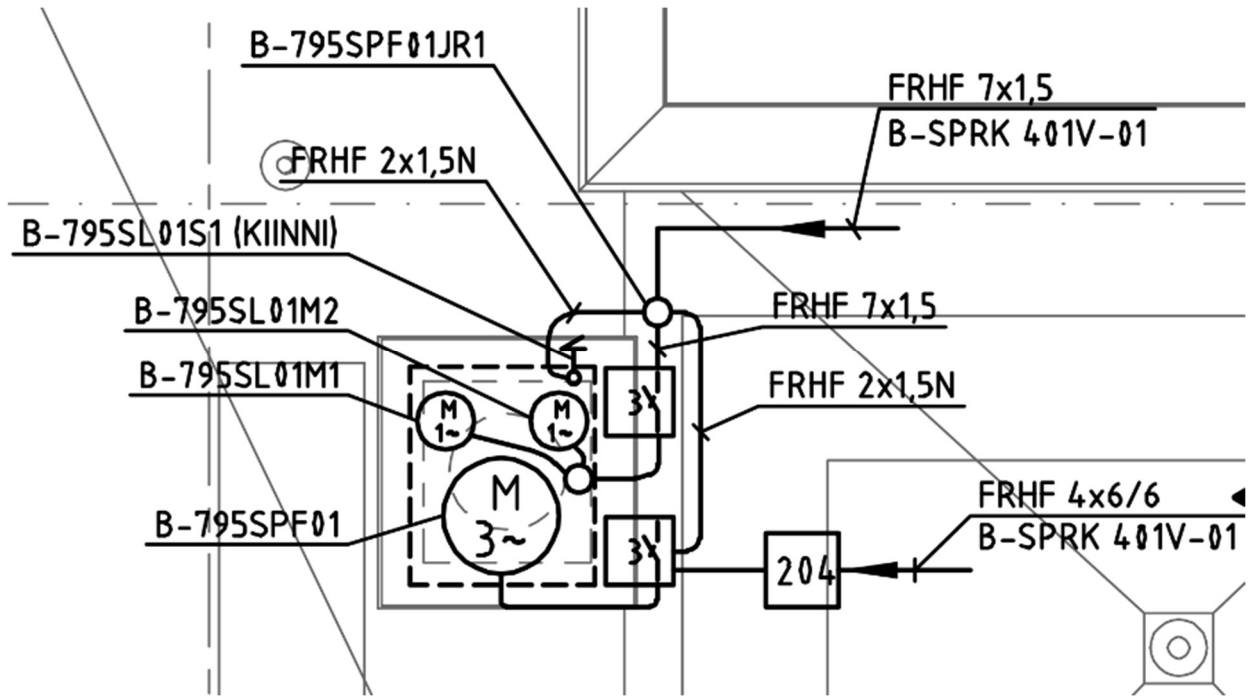 B-795SPF01JR1
FRHF 7x1,5
B-SPRK 401V-01
FRHF 2x1,5N
B-795SL01S1 (KIINNI)
B-795SL01M2
FRHF 7x1,5
B-795SL01M1
FRHF 2x1,5N
M
1~
M
1~
3
B-795SPF01
M
3~
3
204
FRHF 4x6/6
B-SPRK 401V-01